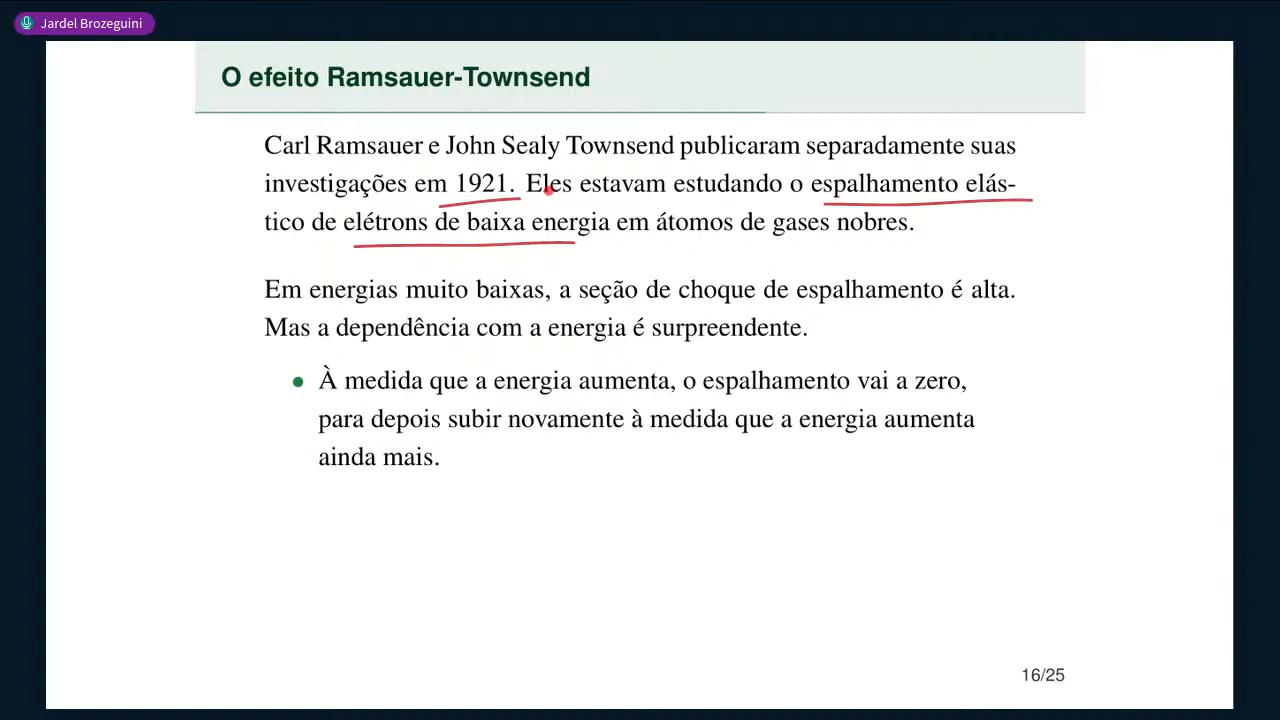 Jardel Brozeguini
O efeito Ramsauer-Townsend
Carl Ramsauer e John Sealy Townsend publicaram separadamente suas
investigações em 1921. Eles estavam estudando o espalhamento elás-
tico de elétrons de baixa energia em átomos de gases nobres.
Em energias muito baixas, a seção de choque de espalhamento é alta.
Mas a dependência com a energia é surpreendente.
• À medida que a energia aumenta, o espalhamento vai a zero,
para depois subir novamente à medida que a energia aumenta
ainda mais.
16/25